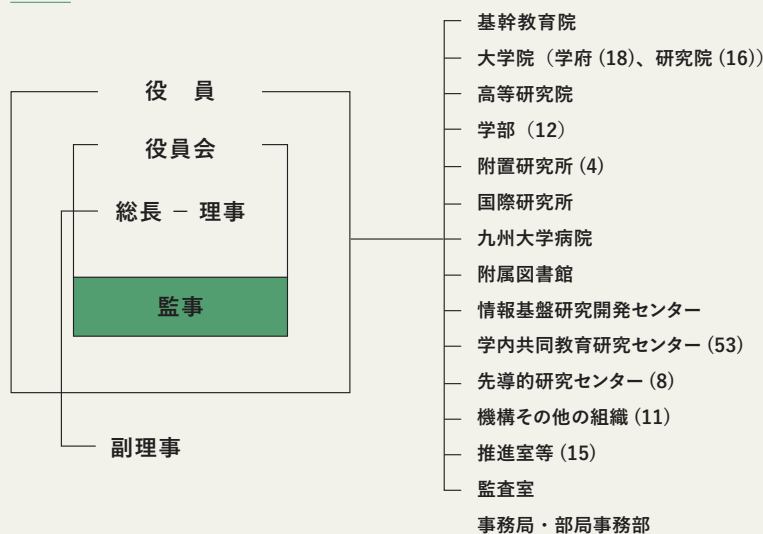 役　員
役員会
総長 − 理事
監事
副理事
基幹教育院
大学院（学府 (18)、研究院 (16)）
高等研究院
学部（12）
附置研究所 (4)
国際研究所
九州大学病院
附属図書館
情報基盤研究開発センター
学内共同教育研究センター (53)
先導的研究センター (8)
機構その他の組織 (11)
推進室等 (15)
監査室
事務局・部局事務部